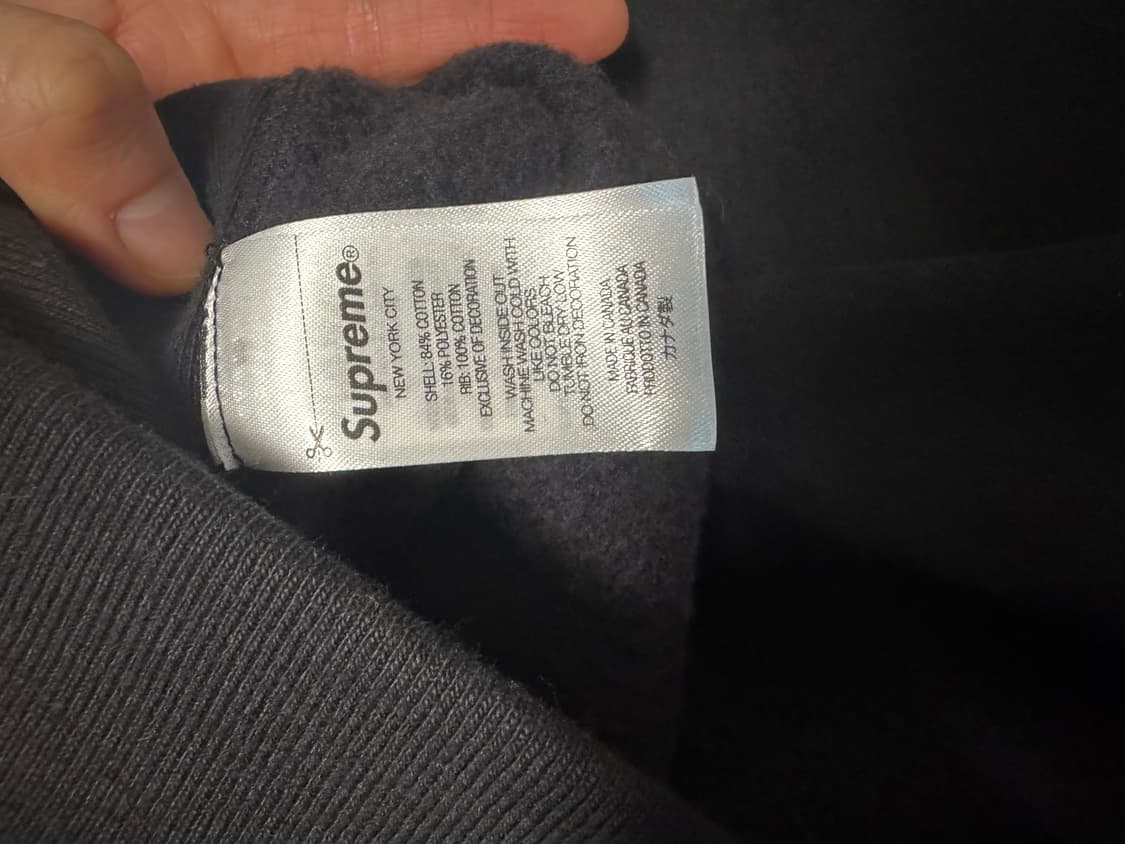 Supreme®
NEW YORK CITY
SHELL: 84% COTTON
16% POLYESTER
RIB: 100% COTTON
EXCLUSIVE OF DECORATION
WASH INSIDE OUT
MACHINE WASH COLD WITH
LIKE COLORS
DO NOT BLEACH
TUMBLE DRY LOW
DO NOT IRON DECORATION
MADE IN CANADA
FABRIQUE AU CANADA
PRODOTTO IN CANADA
カナダ製